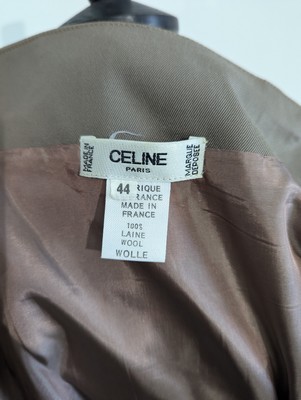 MADE IN
FRANCE
CELINE
PARIS
MARQUE
DEPOSEE
44
RIQUE
RANCE
MADE IN
FRANCE
100%
LAINE
WOOL
WOLLE